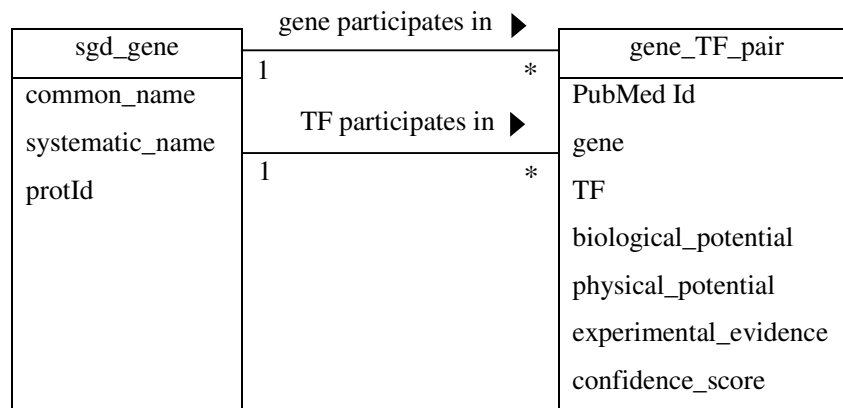 gene participates in ▶
sgd_gene
gene_TF_pair
1
*
common_name
systematic_name
protId
TF participates in ▶
1
*
PubMed Id
gene
TF
biological_potential
physical_potential
experimental_evidence
confidence_score